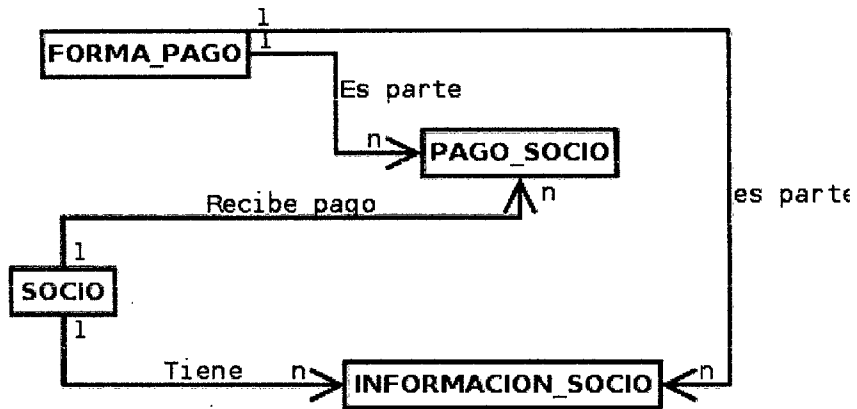 1
FORMA_PAGO
1
Es parte
n
PAGO_SOCIO
n
es parte
Recibe pago
1
SOCIO
1
Tiene
n
INFORMACION_SOCIO
n